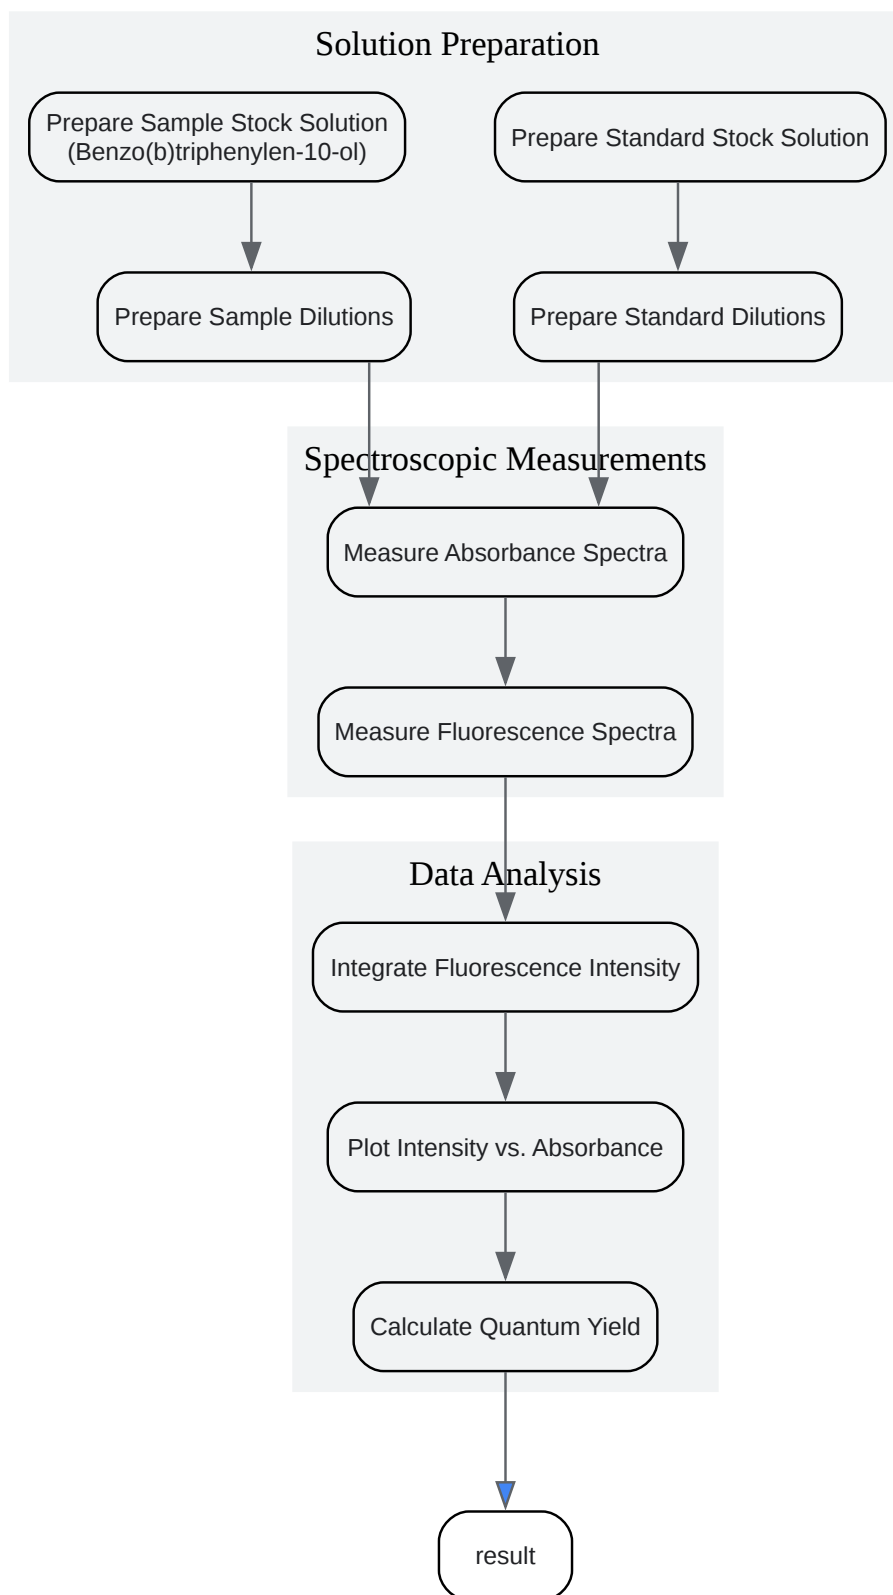 Solution Preparation
Prepare Sample Stock Solution
(Benzo(b)triphenylen-10-ol)
Prepare Standard Stock Solution
Prepare Sample Dilutions
Prepare Standard Dilutions
Spectroscopic Measurements
Measure Absorbance Spectra
Measure Fluorescence Spectra
Data Analysis
Integrate Fluorescence Intensity
Plot Intensity vs. Absorbance
Calculate Quantum Yield
result